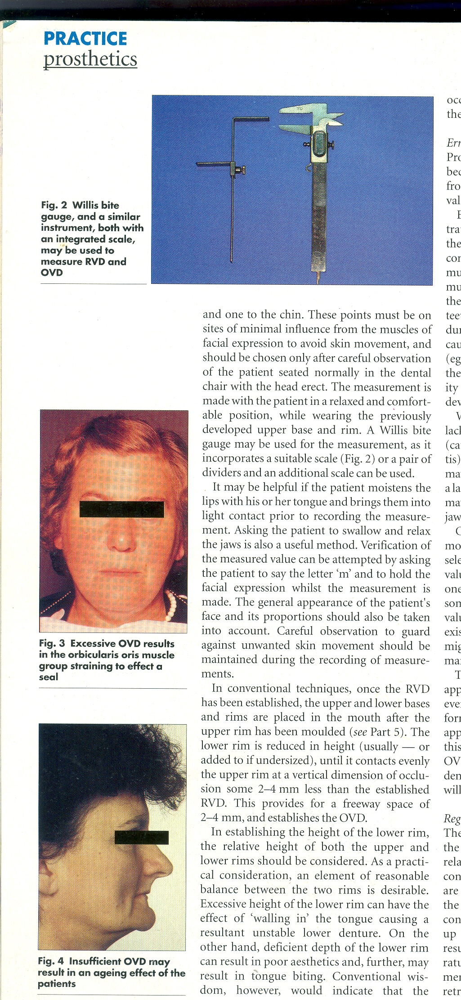 PRACTICE
prosthetics
Fig. 2 Willis bite
gauge, and a similar
instrument, both with
an integrated scale,
may be used to
measure RVD and
OVD
and one to the chin. These points must be on
sites of minimal influence from the muscles of
facial expression to avoid skin movement, and
should be chosen only after careful observation
of the patient seated normally in the dental
chair with the head erect. The measurement is
made with the patient in a relaxed and comfort-
able position, while wearing the previously
developed upper base and rim. A Willis bite
gauge may be used for the measurement, as it
incorporates a suitable scale (Fig. 2) or a pair of
dividers and an additional scale can be used.
It may be helpful if the patient moistens the
lips with his or her tongue and brings them into
light contact prior to recording the measure-
ment. Asking the patient to swallow and relax
the jaws is also a useful method. Verification of
the measured value can be attempted by asking
the patient to say the letter ‘m’ and to hold the
facial expression whilst the measurement is
made. The general appearance of the patient's
face and its proportions should also be taken
into account. Careful observation to guard
against unwanted skin movement should be
maintained during the recording of measure-
ments.
In conventional techniques, once the RVD
has been established, the upper and lower bases
and rims are placed in the mouth after the
upper rim has been moulded (see Part 5). The
lower rim is reduced in height (usually — or
added to if undersized), until it contacts evenly
the upper rim at a vertical dimension of occlu-
sion some 2–4 mm less than the established
RVD. This provides for a freeway space of
2–4 mm, and establishes the OVD.
In establishing the height of the lower rim,
the relative height of both the upper and
lower rims should be considered. As a practi-
cal consideration, an element of reasonable
balance between the two rims is desirable.
Excessive height of the lower rim can have the
effect of ‘walling in’ the tongue causing a
resultant unstable lower denture. On the
other hand, deficient depth of the lower rim
can result in poor aesthetics and, further, may
result in tongue biting. Conventional wis-
dom, however, would indicate that the
Fig. 3 Excessive OVD results
in the orbicularis oris muscle
group straining to effect a
seal
Fig. 4 Insufficient OVD may
result in an ageing effect of the
patients